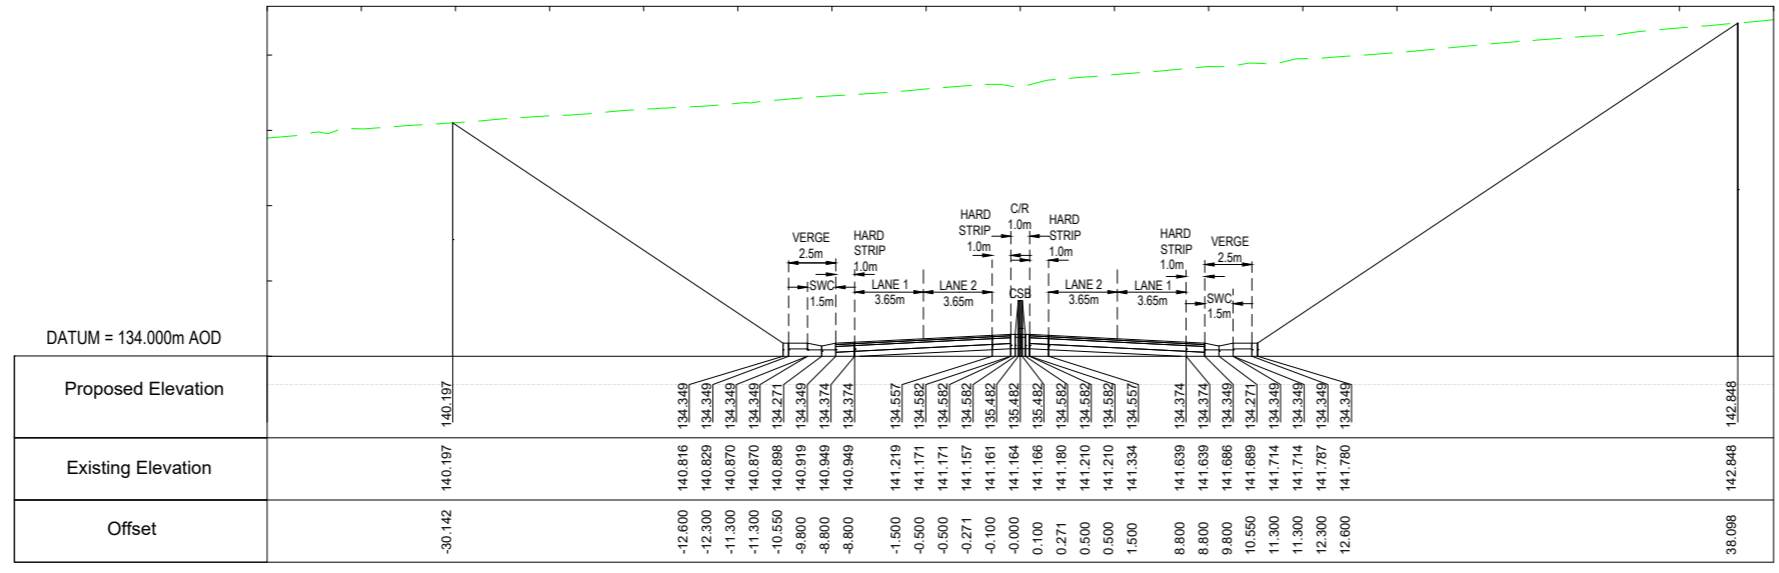 C/R
1.0m
HARD
STRIP
1.0m
HARD
STRIP
1.0m
VERGE
2.5m
HARD
STRIP
1.0m
HARD
STRIP
1.0m
VERGE
2.5m
SWC
1.5m
LANE 1
3.65m
LANE 2
3.65m
CSB
LANE 2
3.65m
LANE 1
3.65m
SWC
1.5m
DATUM = 134.000m AOD
Proposed Elevation
140.197 134.349 134.349 134.349 134.349 134.271 134.349 134.374 134.374 134.557 134.582 134.582 134.582 135.482 135.482 135.482 134.582 134.582 134.582 134.557 134.374 134.374 134.349 134.271 134.349 134.349 134.349 134.349 142.848
Existing Elevation
140.197 140.816 140.829 140.870 140.870 140.898 140.919 140.949 140.949 141.219 141.171 141.171 141.157 141.161 141.164 141.166 141.180 141.210 141.210 141.334 141.639 141.639 141.686 141.689 141.714 141.714 141.787 141.780 142.848
Offset
-30.142 -12.600 -12.300 -11.300 -11.300 -10.550 -9.800 -8.800 -8.800 -1.500 -0.500 -0.500 -0.271 -0.100 -0.000 0.100 0.271 0.500 0.500 1.500 8.800 8.800 9.800 10.550 11.300 11.300 12.300 12.600 38.098